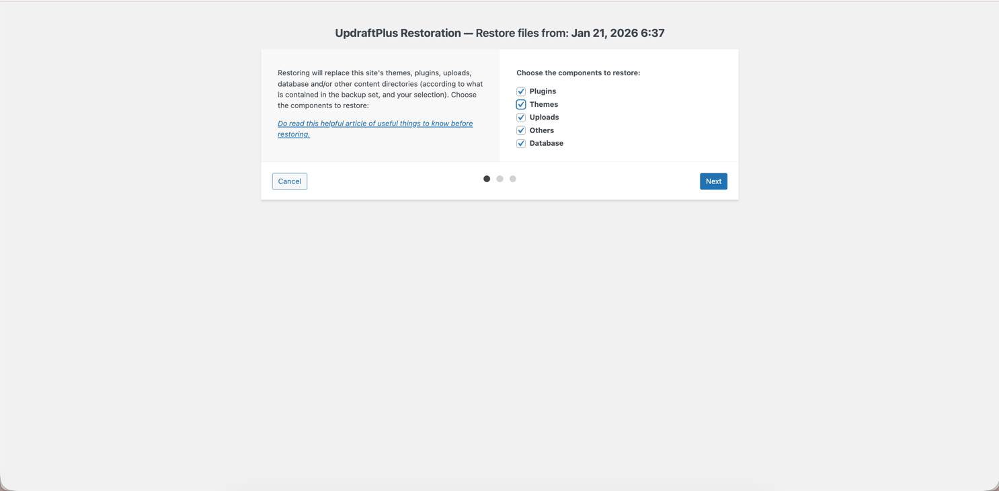 UpdraftPlus Restoration — Restore files from: Jan 21, 2026 6:37
Restoring will replace this site's themes, plugins, uploads,
database and/or other content directories (according to what
is contained in the backup set, and your selection). Choose
the components to restore:
Do read this helpful article of useful things to know before
restoring.
Choose the components to restore:
Plugins
Themes
Uploads
Others
Database
Cancel
Next